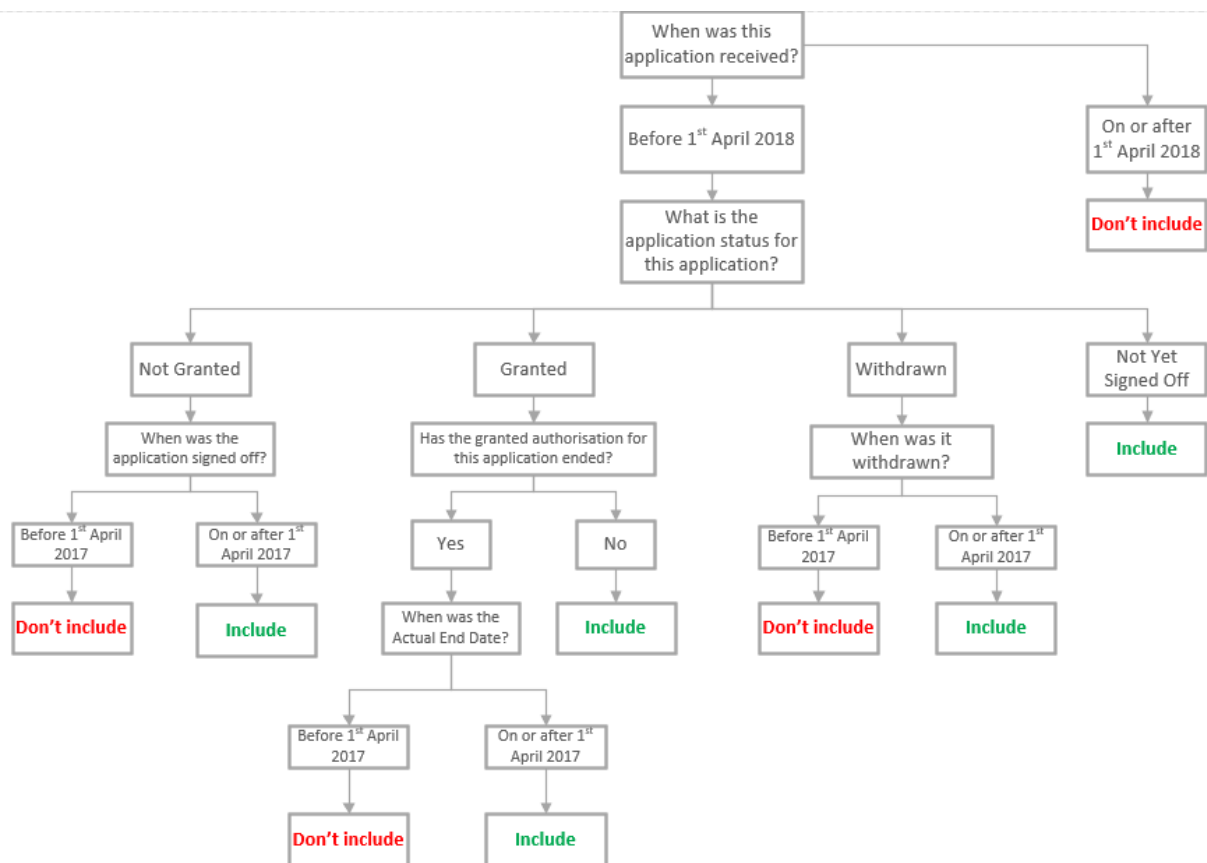 When was this
application received?
Before 1st April 2018
On or after
1st April 2018
Don't include
What is the
application status for
this application?
Not Granted
Granted
Withdrawn
Not Yet
Signed Off
When was the
application signed off?
Has the granted authorisation for
this application ended?
When was it
withdrawn?
Include
Before 1st April
2017
On or after 1st
April 2017
Yes
No
Before 1st April
2017
On or after 1st
April 2017
Don't include
Include
When was the
Actual End Date?
Include
Don't include
Include
Before 1st April
2017
On or after 1st
April 2017
Don't include
Include